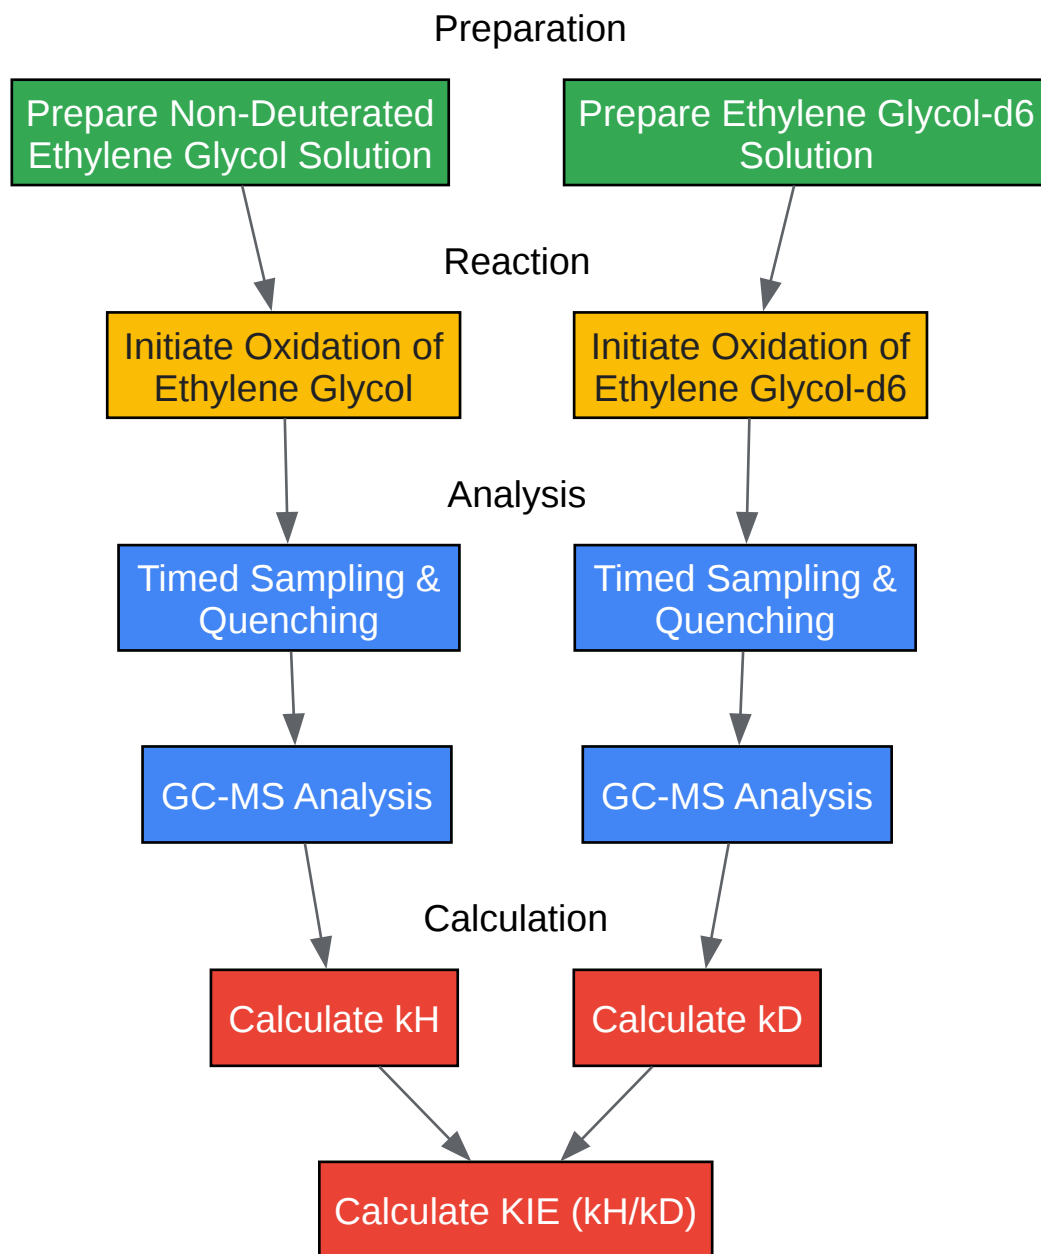 Preparation
Prepare Non-Deuterated
Ethylene Glycol Solution
Prepare Ethylene Glycol-d6
Solution
Reaction
Initiate Oxidation of
Ethylene Glycol
Initiate Oxidation of
Ethylene Glycol-d6
Analysis
Timed Sampling &
Quenching
Timed Sampling &
Quenching
GC-MS Analysis
GC-MS Analysis
Calculation
Calculate kH
Calculate kD
Calculate KIE (kH/kD)